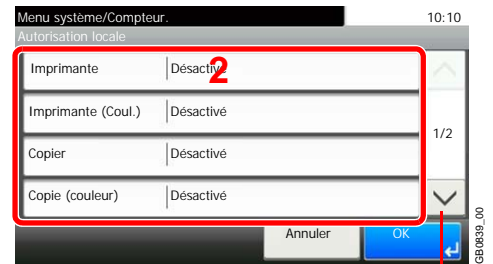 Menu système/Compteur. 10:10
Autorisation locale
Imprimante Désactivé
2
Imprimante (Coul.) Désactivé
1/2
Copier Désactivé
Copie (couleur) Désactivé
Annuler OK
GB0839_00